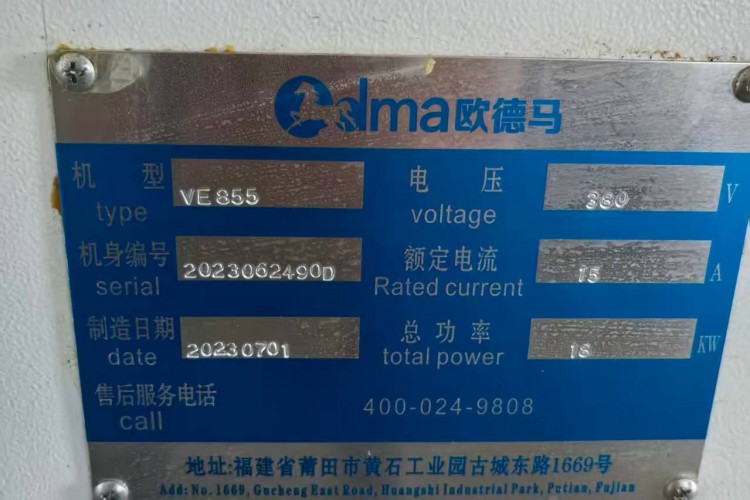 Odma欧德马
机型 VE855 电压 380 V
type voltage
机身编号 2023062490D 额定电流 15 A
serial Rated current
制造日期 20230701 总功率 18 KW
date total power
售后服务电话 400-024-9808
call
地址:福建省莆田市黄石工业园古城东路1669号
Add: No. 1669, Gucheng East Road, Huangshi Industrial Park, Putian, Fujian